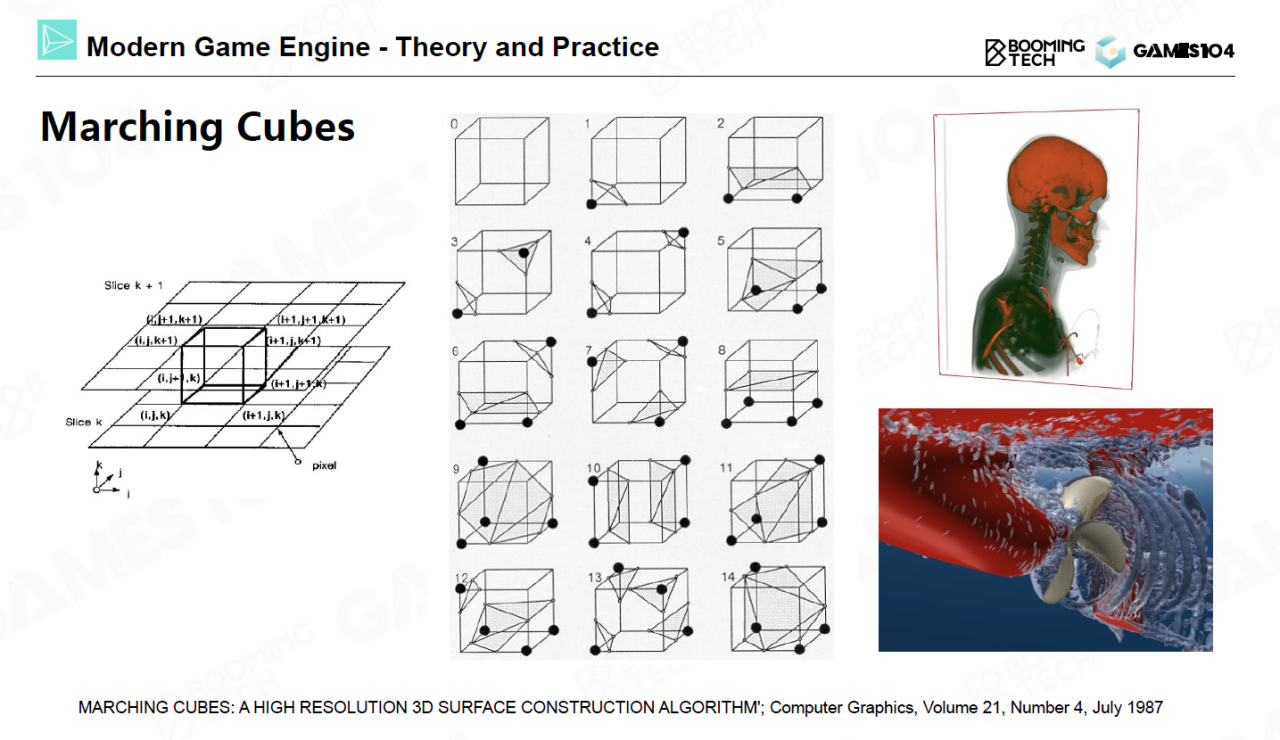 Modern Game Engine - Theory and Practice
BOOMING
TECH
GAMES104
Marching Cubes
Slice k + 1
(i,j+1,k+1)
(i+1,j+1,k+1)
(i,j,k+1)
(i+1,j,k+1)
(i,j+1,k)
(i+1,j+1,k)
(i,j,k)
(i+1,j,k)
Slice k
pixel
k
j
i
0
1
2
3
4
5
6
7
8
9
10
11
12
13
14
MARCHING CUBES: A HIGH RESOLUTION 3D SURFACE CONSTRUCTION ALGORITHM'; Computer Graphics, Volume 21, Number 4, July 1987